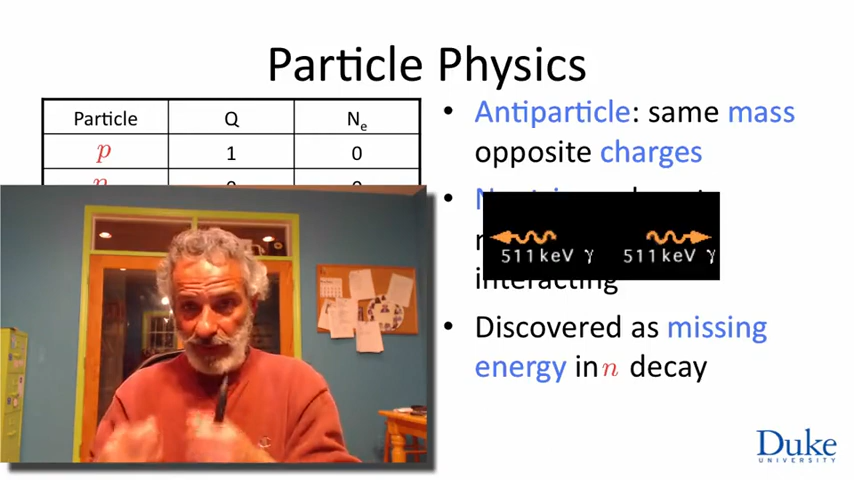 Particle Physics
Particle Q Nₑ
p 1 0
• Antiparticle: same mass
opposite charges
511 keV γ 511 keV γ
interacting
• Discovered as missing
energy in n decay
Duke
UNIVERSITY